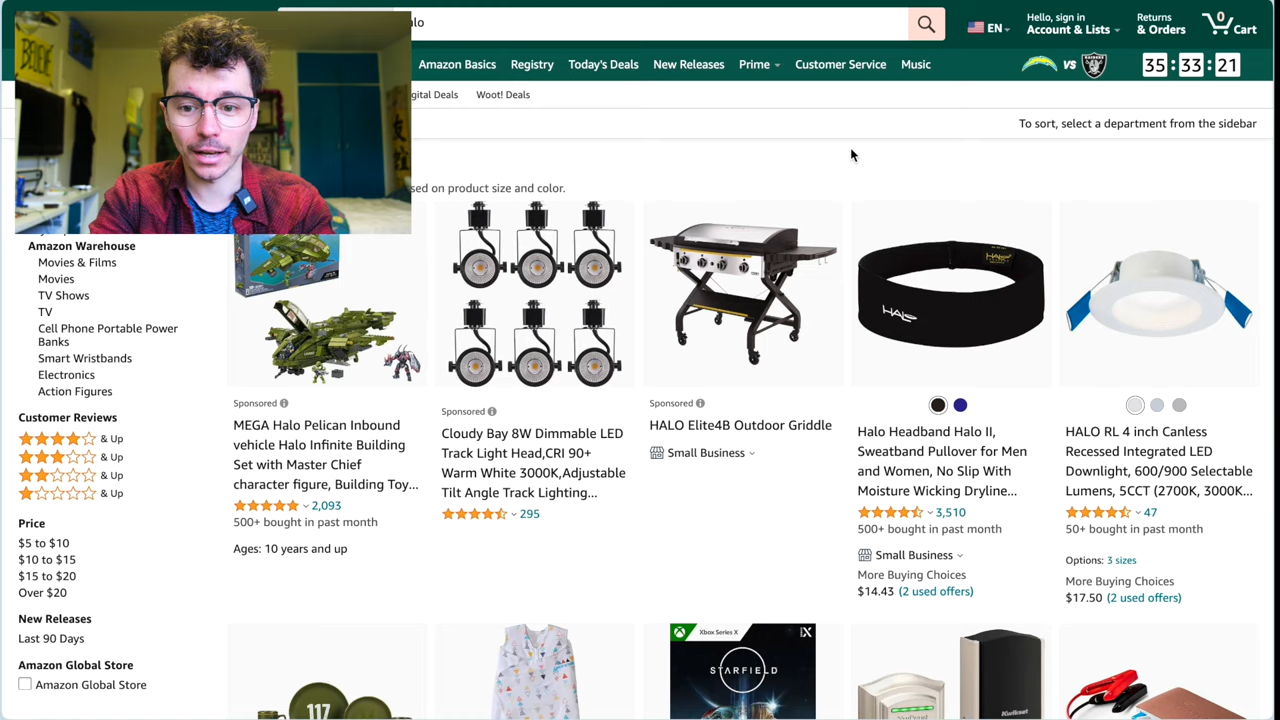 BELIEVE
alo
EN
Hello, sign in
Account & Lists
Returns
& Orders
0
Cart
Amazon Basics
Registry
Today's Deals
New Releases
Prime
Customer Service
Music
VS
35:33:21
igital Deals
Woot! Deals
To sort, select a department from the sidebar
sed on product size and color.
Amazon Warehouse
Movies & Films
Movies
TV Shows
TV
Cell Phone Portable Power
Banks
Smart Wristbands
Electronics
Action Figures
Customer Reviews
& Up
& Up
& Up
& Up
Price
$5 to $10
$10 to $15
$15 to $20
Over $20
New Releases
Last 90 Days
Amazon Global Store
Amazon Global Store
Sponsored
MEGA Halo Pelican Inbound
vehicle Halo Infinite Building
Set with Master Chief
character figure, Building Toy...
2,093
500+ bought in past month
Ages: 10 years and up
Sponsored
Cloudy Bay 8W Dimmable LED
Track Light Head,CRI 90+
Warm White 3000K,Adjustable
Tilt Angle Track Lighting...
295
Sponsored
HALO Elite4B Outdoor Griddle
Small Business
HALO
Halo Headband Halo II,
Sweatband Pullover for Men
and Women, No Slip With
Moisture Wicking Dryline...
3,510
500+ bought in past month
Small Business
More Buying Choices
$14.43 (2 used offers)
HALO RL 4 inch Canless
Recessed Integrated LED
Downlight, 600/900 Selectable
Lumens, 5CCT (2700K, 3000K...
47
50+ bought in past month
Options: 3 sizes
More Buying Choices
$17.50 (2 used offers)
117
Xbox Series X
X
STARFIELD
Kwikset